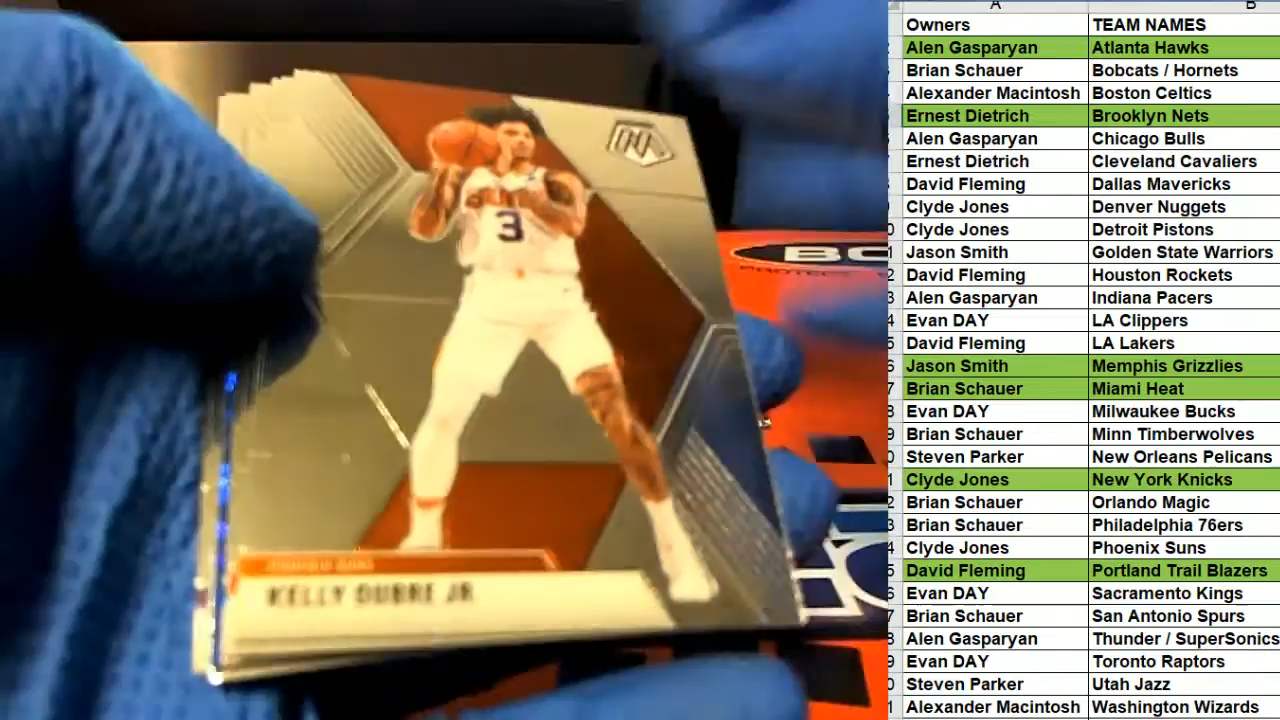 3
KELLY OUBRE JR
BC
A B
Owners TEAM NAMES
Alen Gasparyan Atlanta Hawks
Brian Schauer Bobcats / Hornets
Alexander Macintosh Boston Celtics
Ernest Dietrich Brooklyn Nets
Alen Gasparyan Chicago Bulls
Ernest Dietrich Cleveland Cavaliers
David Fleming Dallas Mavericks
Clyde Jones Denver Nuggets
Clyde Jones Detroit Pistons
Jason Smith Golden State Warriors
David Fleming Houston Rockets
Alen Gasparyan Indiana Pacers
Evan DAY LA Clippers
David Fleming LA Lakers
Jason Smith Memphis Grizzlies
Brian Schauer Miami Heat
Evan DAY Milwaukee Bucks
Brian Schauer Minn Timberwolves
Steven Parker New Orleans Pelicans
Clyde Jones New York Knicks
Brian Schauer Orlando Magic
Brian Schauer Philadelphia 76ers
Clyde Jones Phoenix Suns
David Fleming Portland Trail Blazers
Evan DAY Sacramento Kings
Brian Schauer San Antonio Spurs
Alen Gasparyan Thunder / SuperSonics
Evan DAY Toronto Raptors
Steven Parker Utah Jazz
Alexander Macintosh Washington Wizards